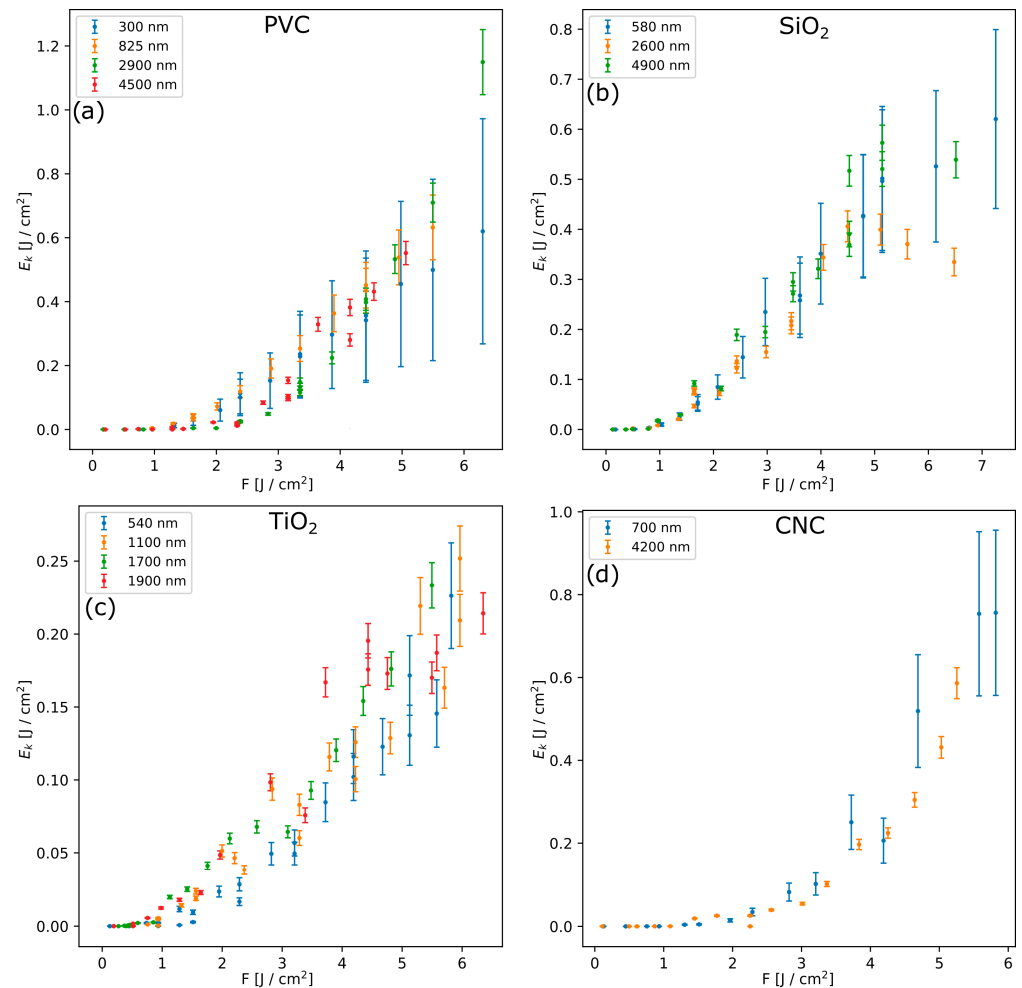 PVC
300 nm
825 nm
2900 nm
4500 nm
(a)
E_k [J / cm²]
1.2
1.0
0.8
0.6
0.4
0.2
0.0
0 1 2 3 4 5 6
F [J / cm²]
SiO₂
580 nm
2600 nm
4900 nm
(b)
E_k [J / cm²]
0.8
0.7
0.6
0.5
0.4
0.3
0.2
0.1
0.0
0 1 2 3 4 5 6 7
F [J / cm²]
TiO₂
540 nm
1100 nm
1700 nm
1900 nm
(c)
E_k [J / cm²]
0.25
0.20
0.15
0.10
0.05
0.00
0 1 2 3 4 5 6
F [J / cm²]
CNC
700 nm
4200 nm
(d)
E_k [J / cm²]
1.0
0.8
0.6
0.4
0.2
0.0
0 1 2 3 4 5 6
F [J / cm²]